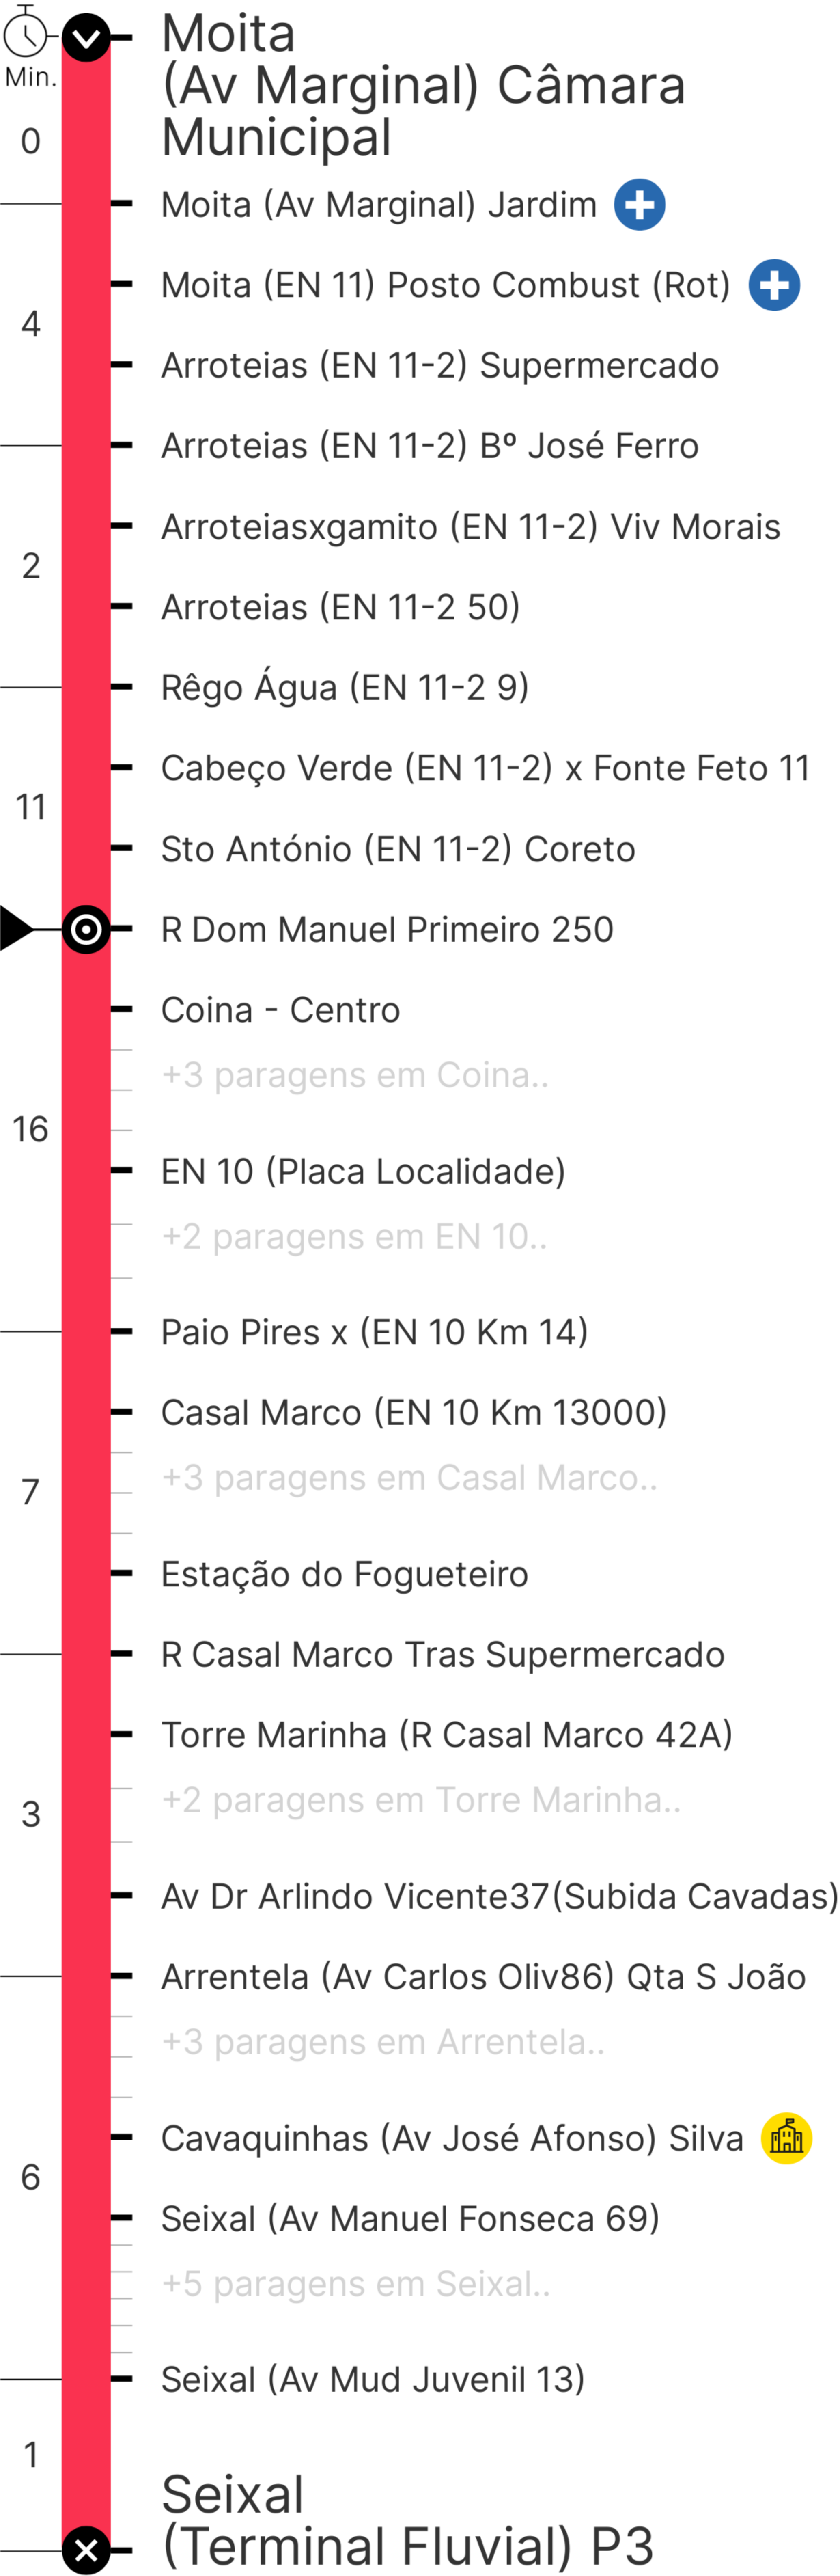 Min.
Moita
(Av Marginal) Câmara
Municipal
0
Moita (Av Marginal) Jardim
Moita (EN 11) Posto Combust (Rot)
4
Arroteias (EN 11-2) Supermercado
Arroteias (EN 11-2) Bº José Ferro
Arroteiasxgamito (EN 11-2) Viv Morais
2
Arroteias (EN 11-2 50)
Rêgo Água (EN 11-2 9)
Cabeço Verde (EN 11-2) x Fonte Feto 11
11
Sto António (EN 11-2) Coreto
R Dom Manuel Primeiro 250
Coina - Centro
+3 paragens em Coina..
16
EN 10 (Placa Localidade)
+2 paragens em EN 10..
Paio Pires x (EN 10 Km 14)
Casal Marco (EN 10 Km 13000)
+3 paragens em Casal Marco..
7
Estação do Fogueteiro
R Casal Marco Tras Supermercado
Torre Marinha (R Casal Marco 42A)
+2 paragens em Torre Marinha..
3
Av Dr Arlindo Vicente37(Subida Cavadas)
Arrentela (Av Carlos Oliv86) Qta S João
+3 paragens em Arrentela..
Cavaquinhas (Av José Afonso) Silva
6
Seixal (Av Manuel Fonseca 69)
+5 paragens em Seixal..
Seixal (Av Mud Juvenil 13)
1
Seixal
(Terminal Fluvial) P3